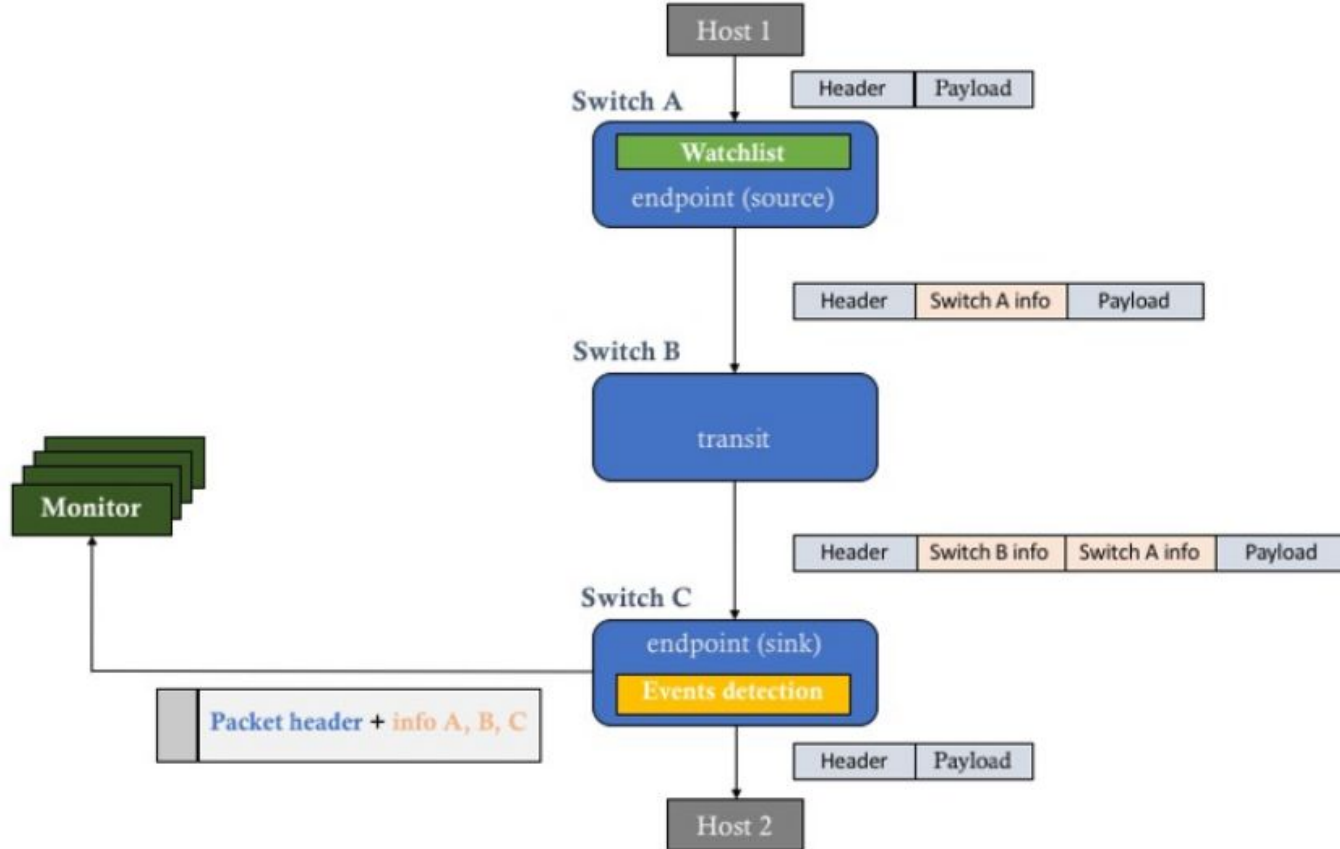 Host 1
Header Payload
Switch A
Watchlist
endpoint (source)
Header Switch A info Payload
Switch B
transit
Monitor
Header Switch B info Switch A info Payload
Switch C
endpoint (sink)
Events detection
Packet header + info A, B, C
Header Payload
Host 2